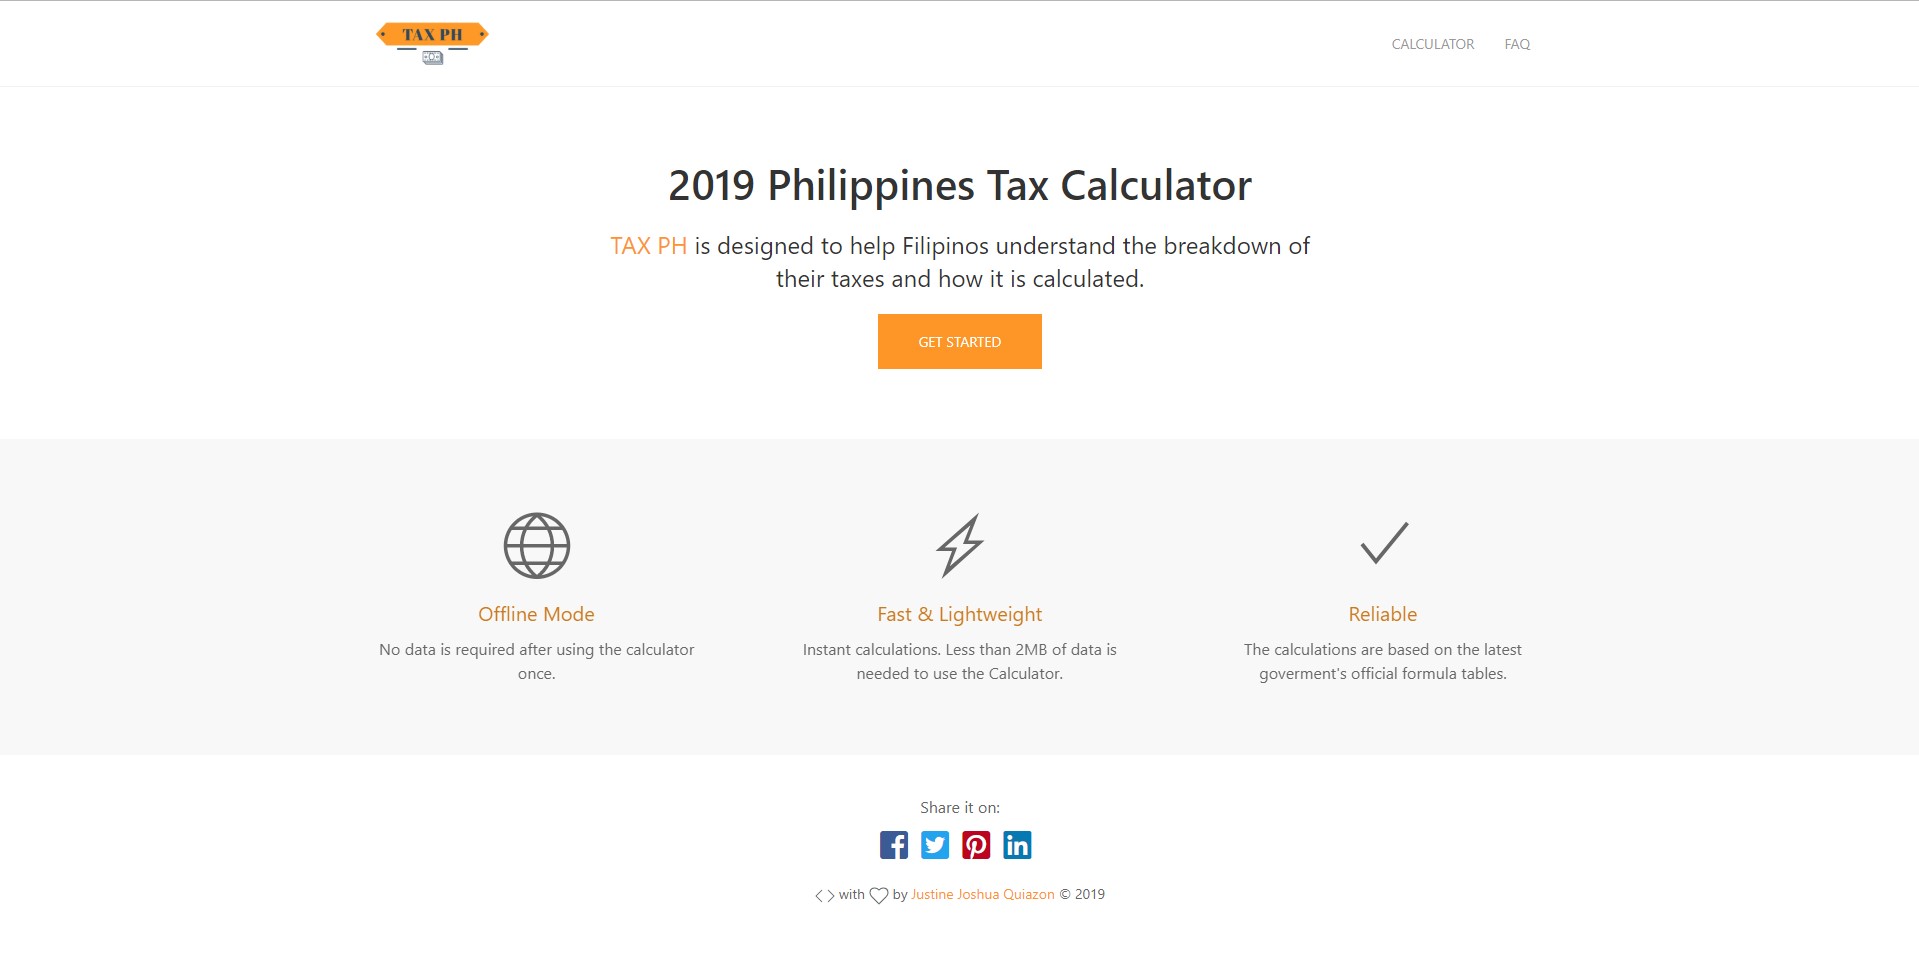 TAX PH
CALCULATOR
FAQ
2019 Philippines Tax Calculator
TAX PH is designed to help Filipinos understand the breakdown of
their taxes and how it is calculated.
GET STARTED
Offline Mode
No data is required after using the calculator
once.
Fast & Lightweight
Instant calculations. Less than 2MB of data is
needed to use the Calculator.
Reliable
The calculations are based on the latest
goverment's official formula tables.
Share it on:
with by Justine Joshua Quiazon © 2019